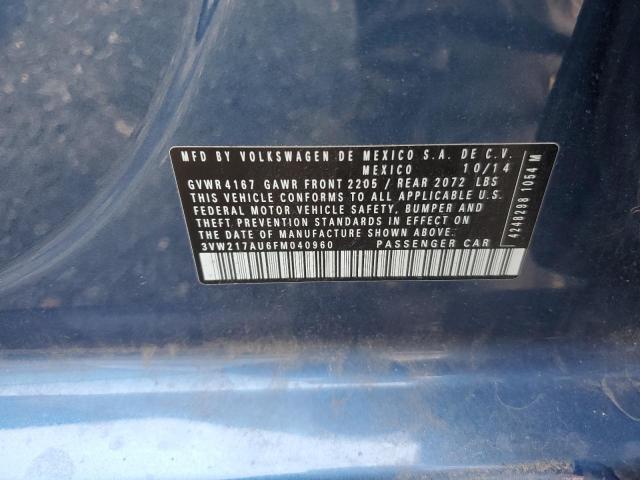 MFD BY VOLKSWAGEN DE MEXICO S.A. DE C.V.
MEXICO 10/14
GVWR 4167 GAWR FRONT 2205 / REAR 2072 LBS
THIS VEHICLE CONFORMS TO ALL APPLICABLE U.S.
FEDERAL MOTOR VEHICLE SAFETY, BUMPER AND
THEFT PREVENTION STANDARDS IN EFFECT ON
THE DATE OF MANUFACTURE SHOWN ABOVE.
3VW217AU6FM040960 PASSENGER CAR
4248298 1054 M